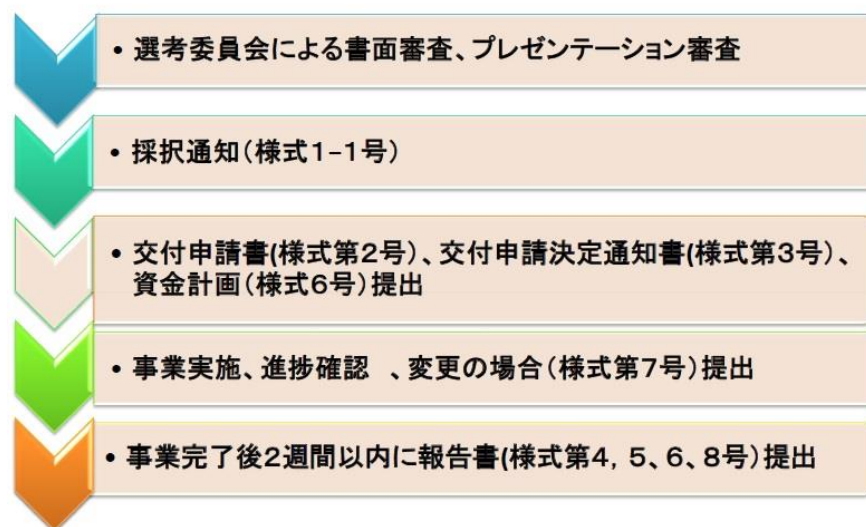 • 選考委員会による書面審査、プレゼンテーション審査
• 採択通知（様式１－１号）
• 交付申請書(様式第２号）、交付申請決定通知書(様式第３号）、
資金計画（様式６号）提出
• 事業実施、進捗確認　、変更の場合（様式第７号）提出
• 事業完了後２週間以内に報告書(様式第４，５、６、８号）提出